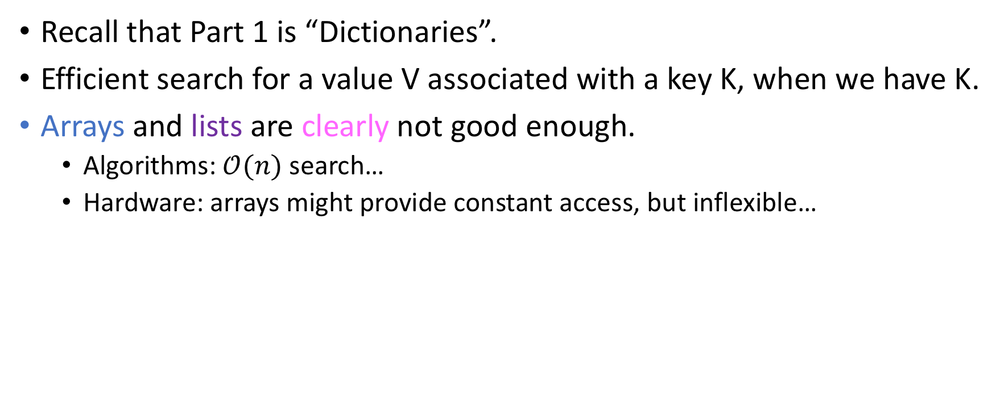 • Recall that Part 1 is “Dictionaries”.
• Efficient search for a value V associated with a key K, when we have K.
• Arrays and lists are clearly not good enough.
• Algorithms: 𝒪(𝑛) search…
• Hardware: arrays might provide constant access, but inflexible…